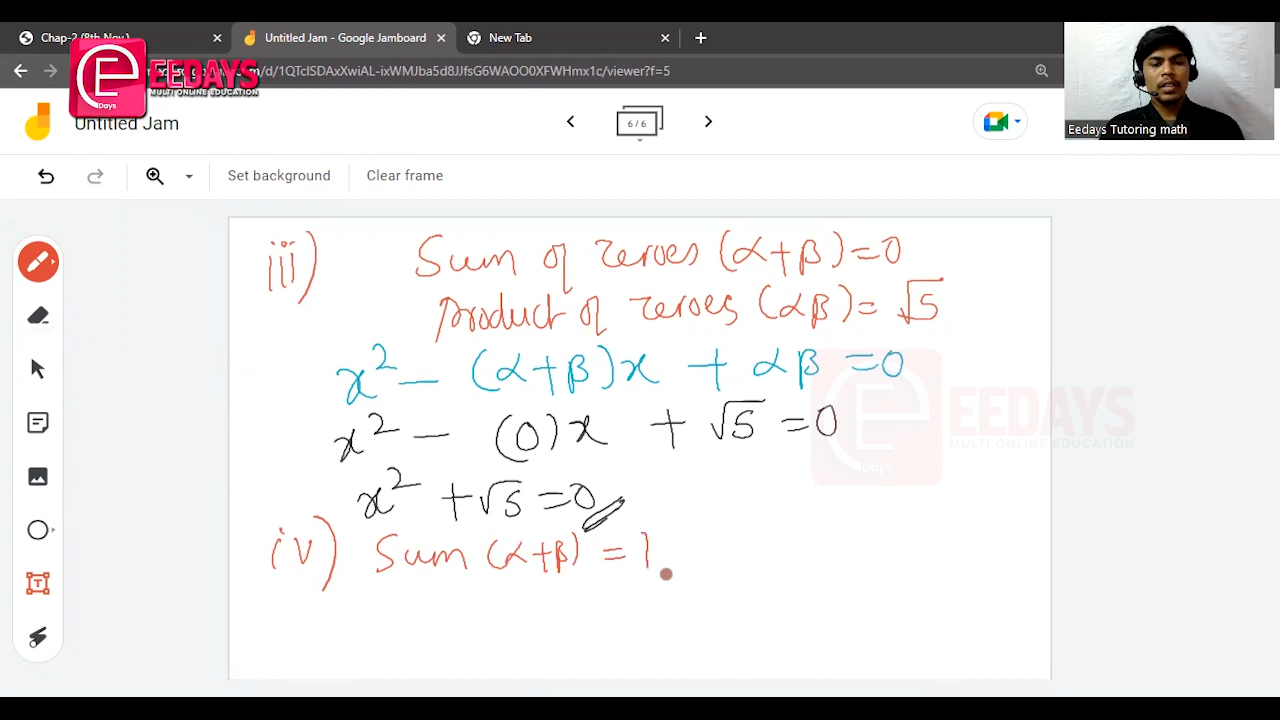 Chap-2 (8th Nov)
Untitled Jam - Google Jamboard
New Tab
m/d/1QTcISDAxXwiAL-ixWMJba5d8JJfsG6WAOO0XFWHmx1c/viewer?f=5
e Days
EEDAYS
MULTI ONLINE EDUCATION
Untitled Jam
6 / 6
Eedays Tutoring math
Set background
Clear frame
iii) Sum of zeroes (α+β)=0
Product of zeroes (αβ)= √5
x² – (α+β)x + αβ =0
x² – (0)x + √5 =0
x² +√5 =0
iv) Sum (α+β) = 1
e Days
EEDAYS
MULTI ONLINE EDUCATION